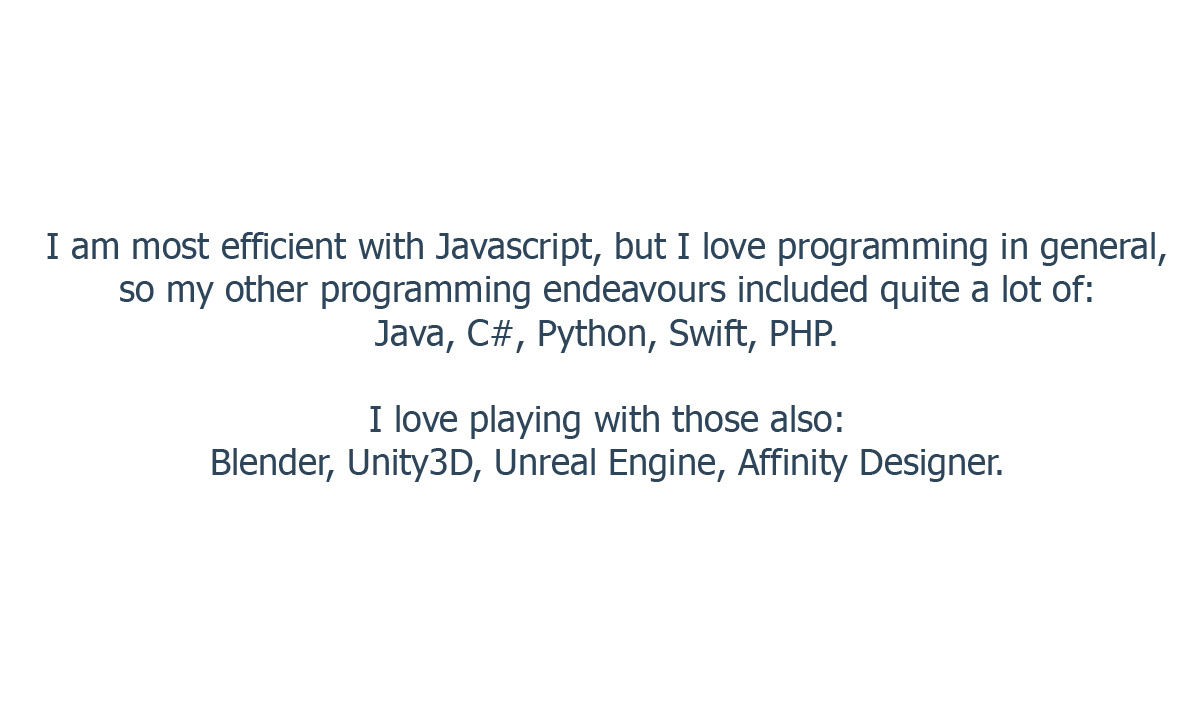 I am most efficient with Javascript, but I love programming in general,
so my other programming endeavours included quite a lot of:
Java, C#, Python, Swift, PHP.
I love playing with those also:
Blender, Unity3D, Unreal Engine, Affinity Designer.